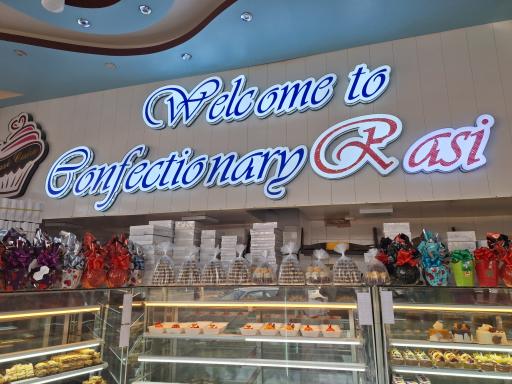 Welcome to
Confectionary Rasi